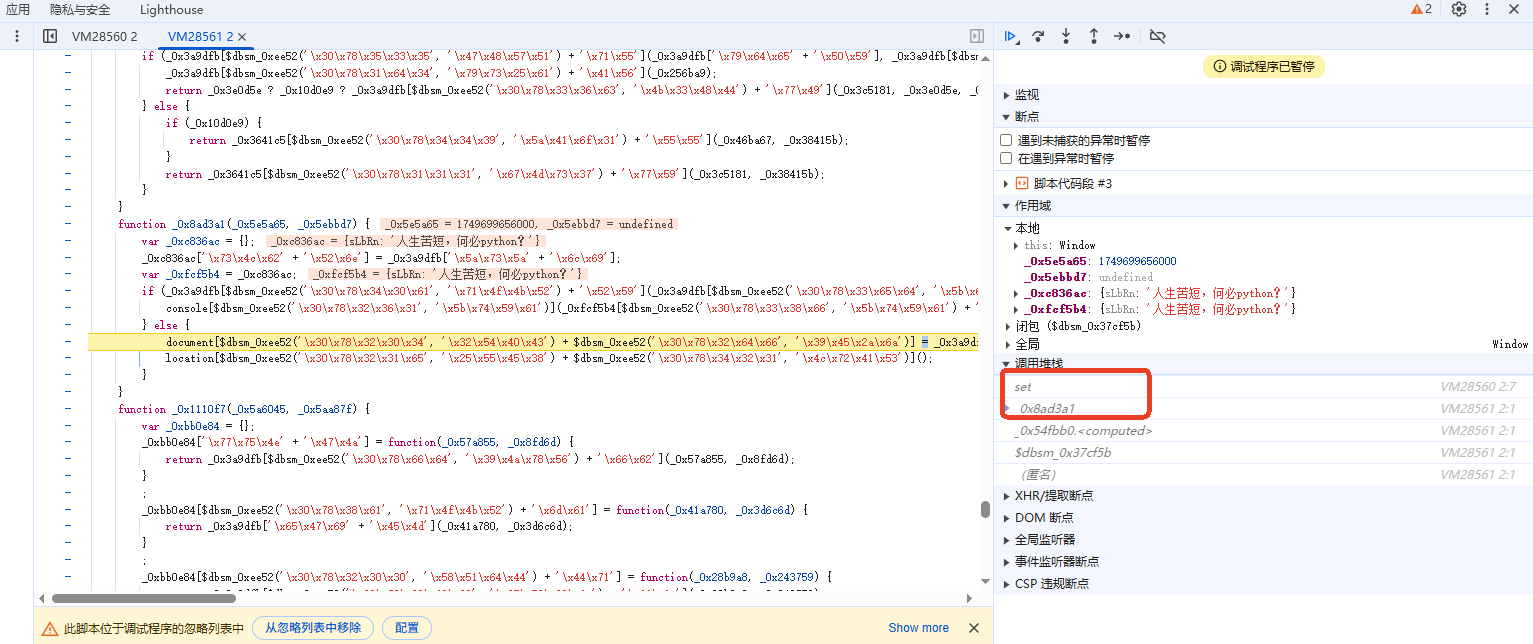 应用 隐私与安全 Lighthouse 2
VM28560 2 VM28561 2
if (_0x3a9dfb[$dbsm_0xee52('\x30\x78\x35\x33\x35', '\x47\x48\x57\x51') + '\x71\x55'](_0x3a9dfb['\x79\x64\x65' + '\x50\x59'], _0x3a9dfb[$dbsm
_0x3a9dfb[$dbsm_0xee52('\x30\x78\x31\x64\x34', '\x79\x73\x25\x61') + '\x41\x56'](_0x256ba9);
return _0x3e0d5e ? _0x10d0e9 ? _0x3a9dfb[$dbsm_0xee52('\x30\x78\x33\x36\x63', '\x4b\x33\x48\x44') + '\x77\x49'](_0x3c5181, _0x3e0d5e,
} else {
if (_0x10d0e9) {
return _0x3641c5[$dbsm_0xee52('\x30\x78\x34\x34\x39', '\x5a\x41\x6f\x31') + '\x55\x55'](_0x46ba67, _0x38415b);
}
return _0x3641c5[$dbsm_0xee52('\x30\x78\x31\x31\x31', '\x67\x4d\x73\x37') + '\x77\x59'](_0x3c5181, _0x38415b);
}
}
function _0x8ad3a1(_0x5e5a65, _0x5ebbd7) { _0x5e5a65 = 1749699656000, _0x5ebbd7 = undefined
var _0xc836ac = {}; _0xc836ac = {sLbRn: '人生苦短，何必python？'}
_0xc836ac['\x73\x4c\x62' + '\x52\x6e'] = _0x3a9dfb['\x5a\x73\x5a' + '\x6c\x69'];
var _0xfcf5b4 = _0xc836ac; _0xfcf5b4 = {sLbRn: '人生苦短，何必python？'}
if (_0x3a9dfb[$dbsm_0xee52('\x30\x78\x34\x30\x61', '\x71\x4f\x4b\x52') + '\x52\x59'](_0x3a9dfb[$dbsm_0xee52('\x30\x78\x33\x65\x64', '\x5b\x
console[$dbsm_0xee52('\x30\x78\x32\x36\x31', '\x5b\x74\x59\x61')](_0xfcf5b4[$dbsm_0xee52('\x30\x78\x33\x38\x66', '\x5b\x74\x59\x61') +
} else {
document[$dbsm_0xee52('\x30\x78\x32\x30\x34', '\x32\x54\x40\x43') + $dbsm_0xee52('\x30\x78\x32\x64\x66', '\x39\x45\x2a\x6a')] = _0x3a9d
location[$dbsm_0xee52('\x30\x78\x31\x65', '\x25\x55\x45\x38') + $dbsm_0xee52('\x30\x78\x34\x32\x31', '\x4c\x72\x41\x53')]();
}
}
function _0x1110f7(_0x5a6045, _0x5aa87f) {
var _0xbb0e84 = {};
_0xbb0e84['\x77\x75\x4e' + '\x47\x4a'] = function(_0x57a855, _0x8fd6d) {
return _0x3a9dfb[$dbsm_0xee52('\x30\x78\x66\x64', '\x39\x4a\x78\x56') + '\x66\x62'](_0x57a855, _0x8fd6d);
}
;
_0xbb0e84[$dbsm_0xee52('\x30\x78\x38\x61', '\x71\x4f\x4b\x52') + '\x6d\x61'] = function(_0x41a780, _0x3d6c6d) {
return _0x3a9dfb['\x65\x47\x69' + '\x45\x4d'](_0x41a780, _0x3d6c6d);
}
;
_0xbb0e84[$dbsm_0xee52('\x30\x78\x32\x30\x30', '\x58\x51\x64\x44') + '\x44\x71'] = function(_0x28b9a8, _0x243759) {
此脚本位于调试程序的忽略列表中 从忽略列表中移除 配置 Show more
调试程序已暂停
监视
断点
遇到未捕获的异常时暂停
在遇到异常时暂停
脚本代码段 #3
作用域
本地
this: Window
_0x5e5a65: 1749699656000
_0x5ebbd7: undefined
_0xc836ac: {sLbRn: '人生苦短，何必python？'}
_0xfcf5b4: {sLbRn: '人生苦短，何必python？'}
闭包 ($dbsm_0x37cf5b)
全局 Window
调用堆栈
set VM28560 2:7
_0x8ad3a1 VM28561 2:1
_0x54fbb0.<computed> VM28561 2:1
$dbsm_0x37cf5b VM28561 2:1
(匿名) VM28561 2:1
XHR/提取断点
DOM 断点
全局监听器
事件监听器断点
CSP 违规断点